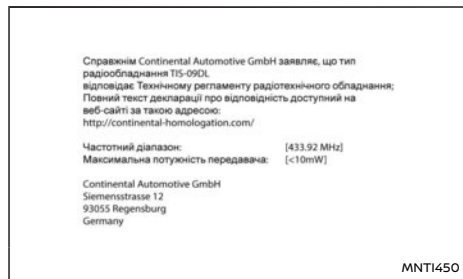 Справжнім Continental Automotive GmbH заявляє, що тип
радіообладнання TIS-09DL
відповідає Технічному регламенту радіотехнічного обладнання;
Повний текст декларації про відповідність доступний на
веб-сайті за такою адресою:
http://continental-homologation.com/
Частотний діапазон: [433.92 MHz]
Максимальна потужність передавача: [<10mW]
Continental Automotive GmbH
Siemensstrasse 12
93055 Regensburg
Germany
MNTI450